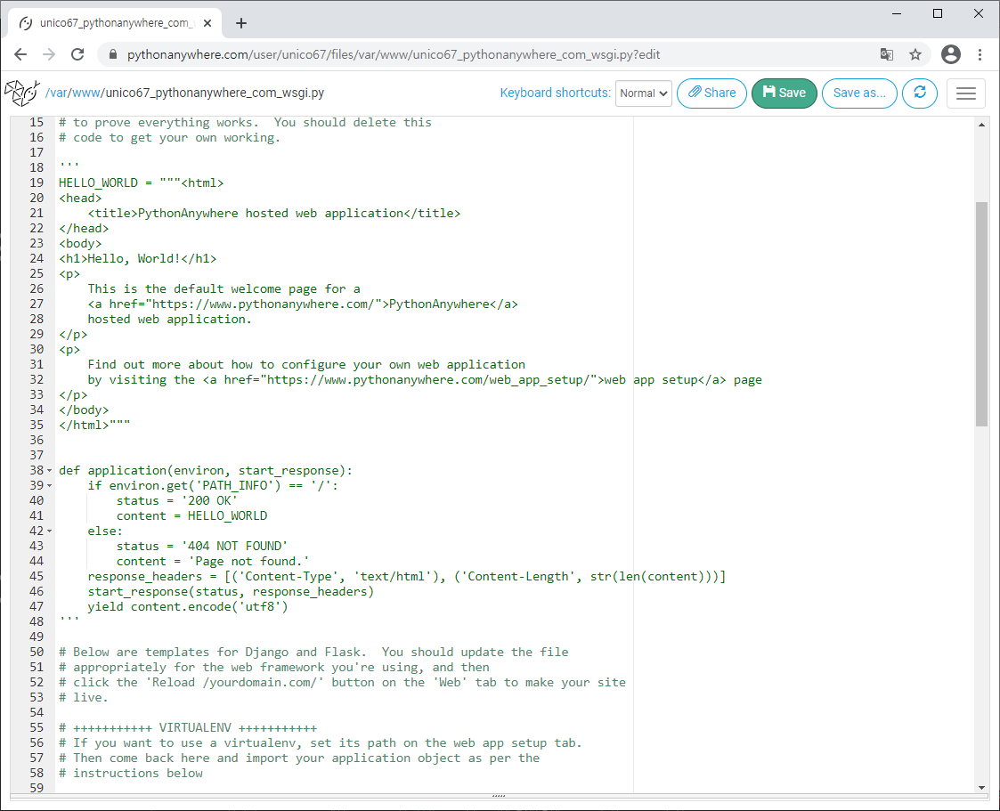 unico67_pythonanywhere_com_
pythonanywhere.com/user/unico67/files/var/www/unico67_pythonanywhere_com_wsgi.py?edit
/var/www/unico67_pythonanywhere_com_wsgi.py Keyboard shortcuts: Normal Share Save Save as...
15 # to prove everything works.  You should delete this
16 # code to get your own working.
17
18 '''
19 HELLO_WORLD = """<html>
20 <head>
21     <title>PythonAnywhere hosted web application</title>
22 </head>
23 <body>
24 <h1>Hello, World!</h1>
25 <p>
26     This is the default welcome page for a
27     <a href="https://www.pythonanywhere.com/">PythonAnywhere</a>
28     hosted web application.
29 </p>
30 <p>
31     Find out more about how to configure your own web application
32     by visiting the <a href="https://www.pythonanywhere.com/web_app_setup/">web app setup</a> page
33 </p>
34 </body>
35 </html>"""
36
37
38 def application(environ, start_response):
39     if environ.get('PATH_INFO') == '/':
40         status = '200 OK'
41         content = HELLO_WORLD
42     else:
43         status = '404 NOT FOUND'
44         content = 'Page not found.'
45     response_headers = [('Content-Type', 'text/html'), ('Content-Length', str(len(content)))]
46     start_response(status, response_headers)
47     yield content.encode('utf8')
48 '''
49
50 # Below are templates for Django and Flask.  You should update the file
51 # appropriately for the web framework you're using, and then
52 # click the 'Reload /yourdomain.com/' button on the 'Web' tab to make your site
53 # live.
54
55 # +++++++++++ VIRTUALENV +++++++++++
56 # If you want to use a virtualenv, set its path on the web app setup tab.
57 # Then come back here and import your application object as per the
58 # instructions below
59